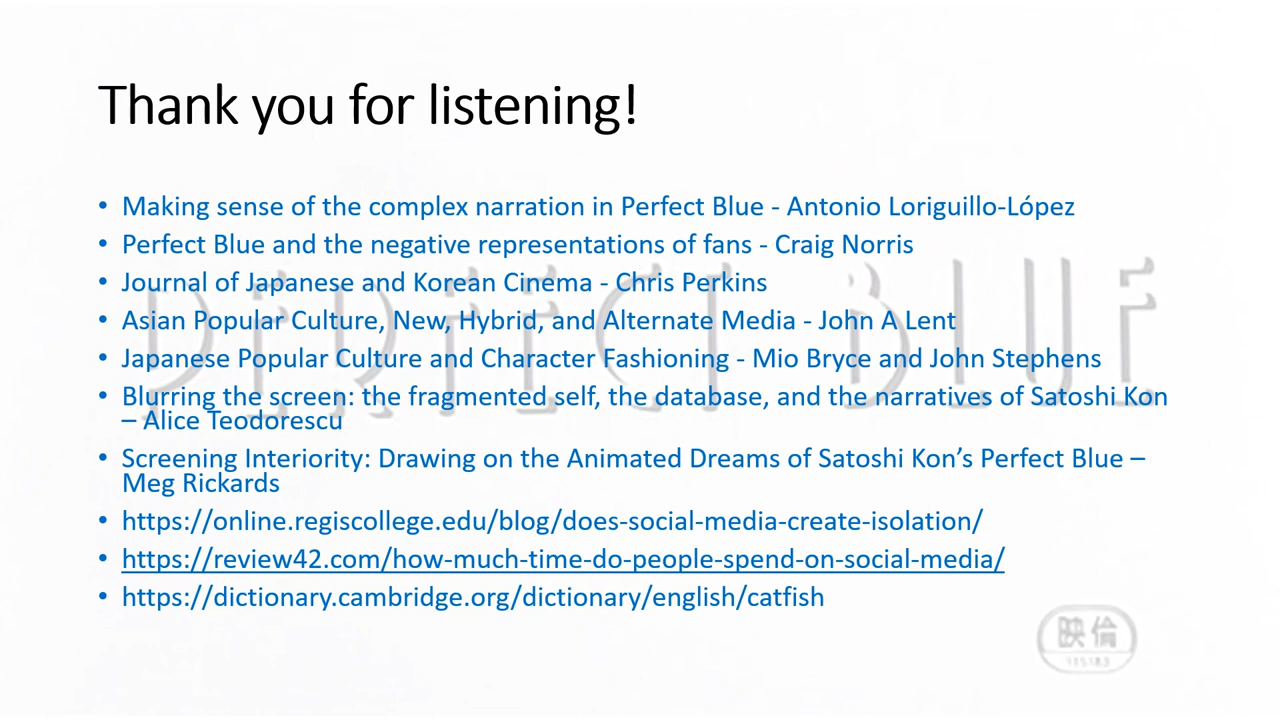 Thank you for listening!
• Making sense of the complex narration in Perfect Blue - Antonio Loriguillo-López
• Perfect Blue and the negative representations of fans - Craig Norris
• Journal of Japanese and Korean Cinema - Chris Perkins
• Asian Popular Culture, New, Hybrid, and Alternate Media - John A Lent
• Japanese Popular Culture and Character Fashioning - Mio Bryce and John Stephens
• Blurring the screen: the fragmented self, the database, and the narratives of Satoshi Kon
– Alice Teodorescu
• Screening Interiority: Drawing on the Animated Dreams of Satoshi Kon’s Perfect Blue –
Meg Rickards
• https://online.regiscollege.edu/blog/does-social-media-create-isolation/
• https://review42.com/how-much-time-do-people-spend-on-social-media/
• https://dictionary.cambridge.org/dictionary/english/catfish
PERFECT BLUE
映倫